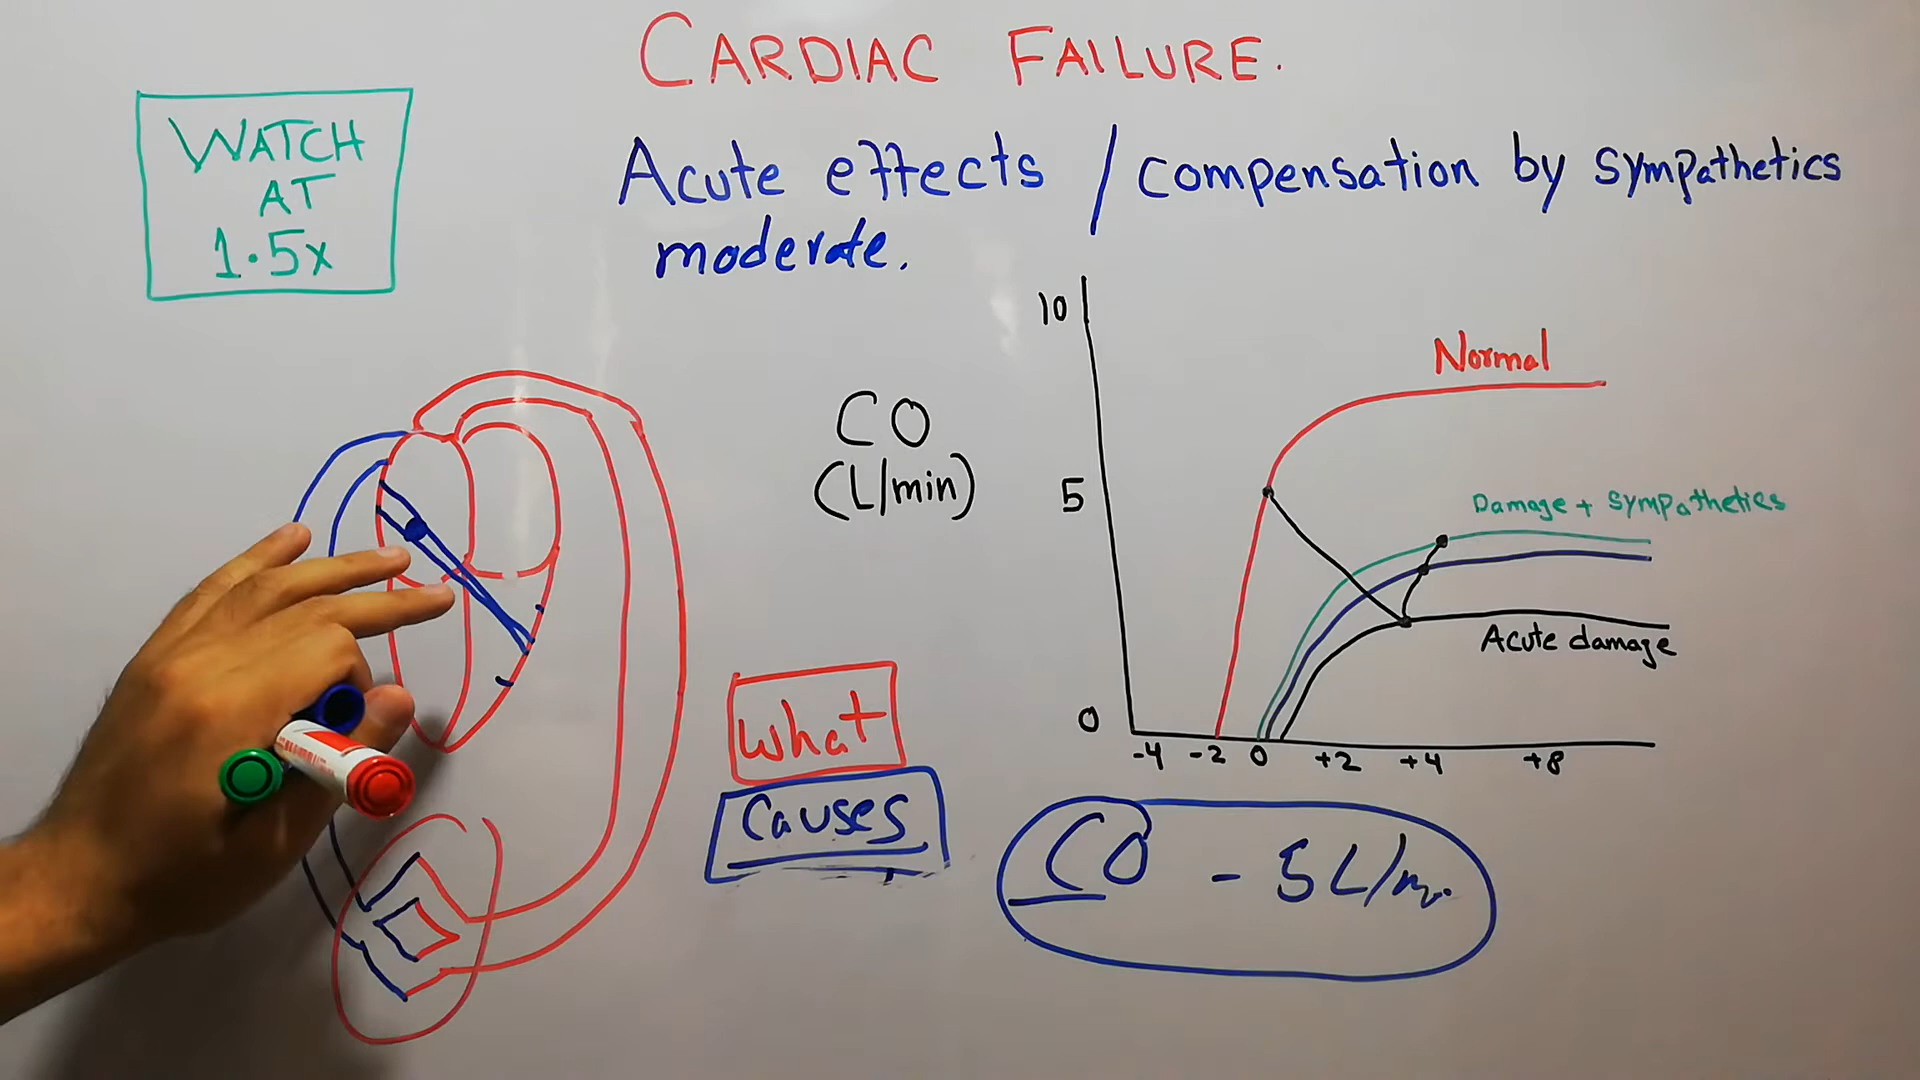 CARDIAC FAILURE.
WATCH
AT
1.5x
Acute effects / compensation by sympathetics
moderate.
10
Normal
CO
(L/min)
5
Damage + sympathetics
Acute damage
What
Causes
0
-4 -2 0 +2 +4 +8
CO - 5L/m.